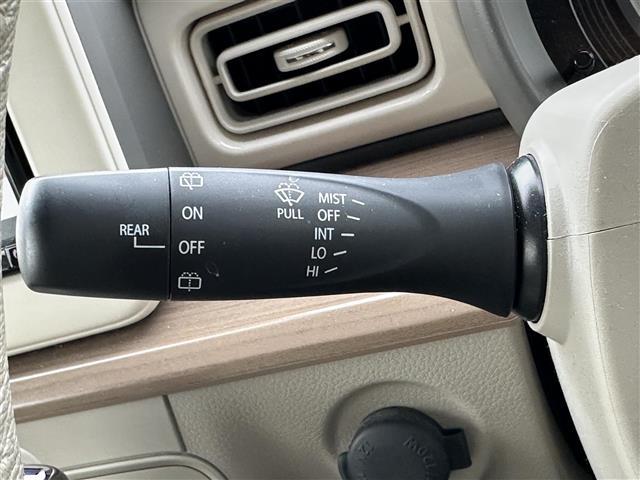 REAR
ON
OFF
PULL
MIST
OFF
INT
LO
HI